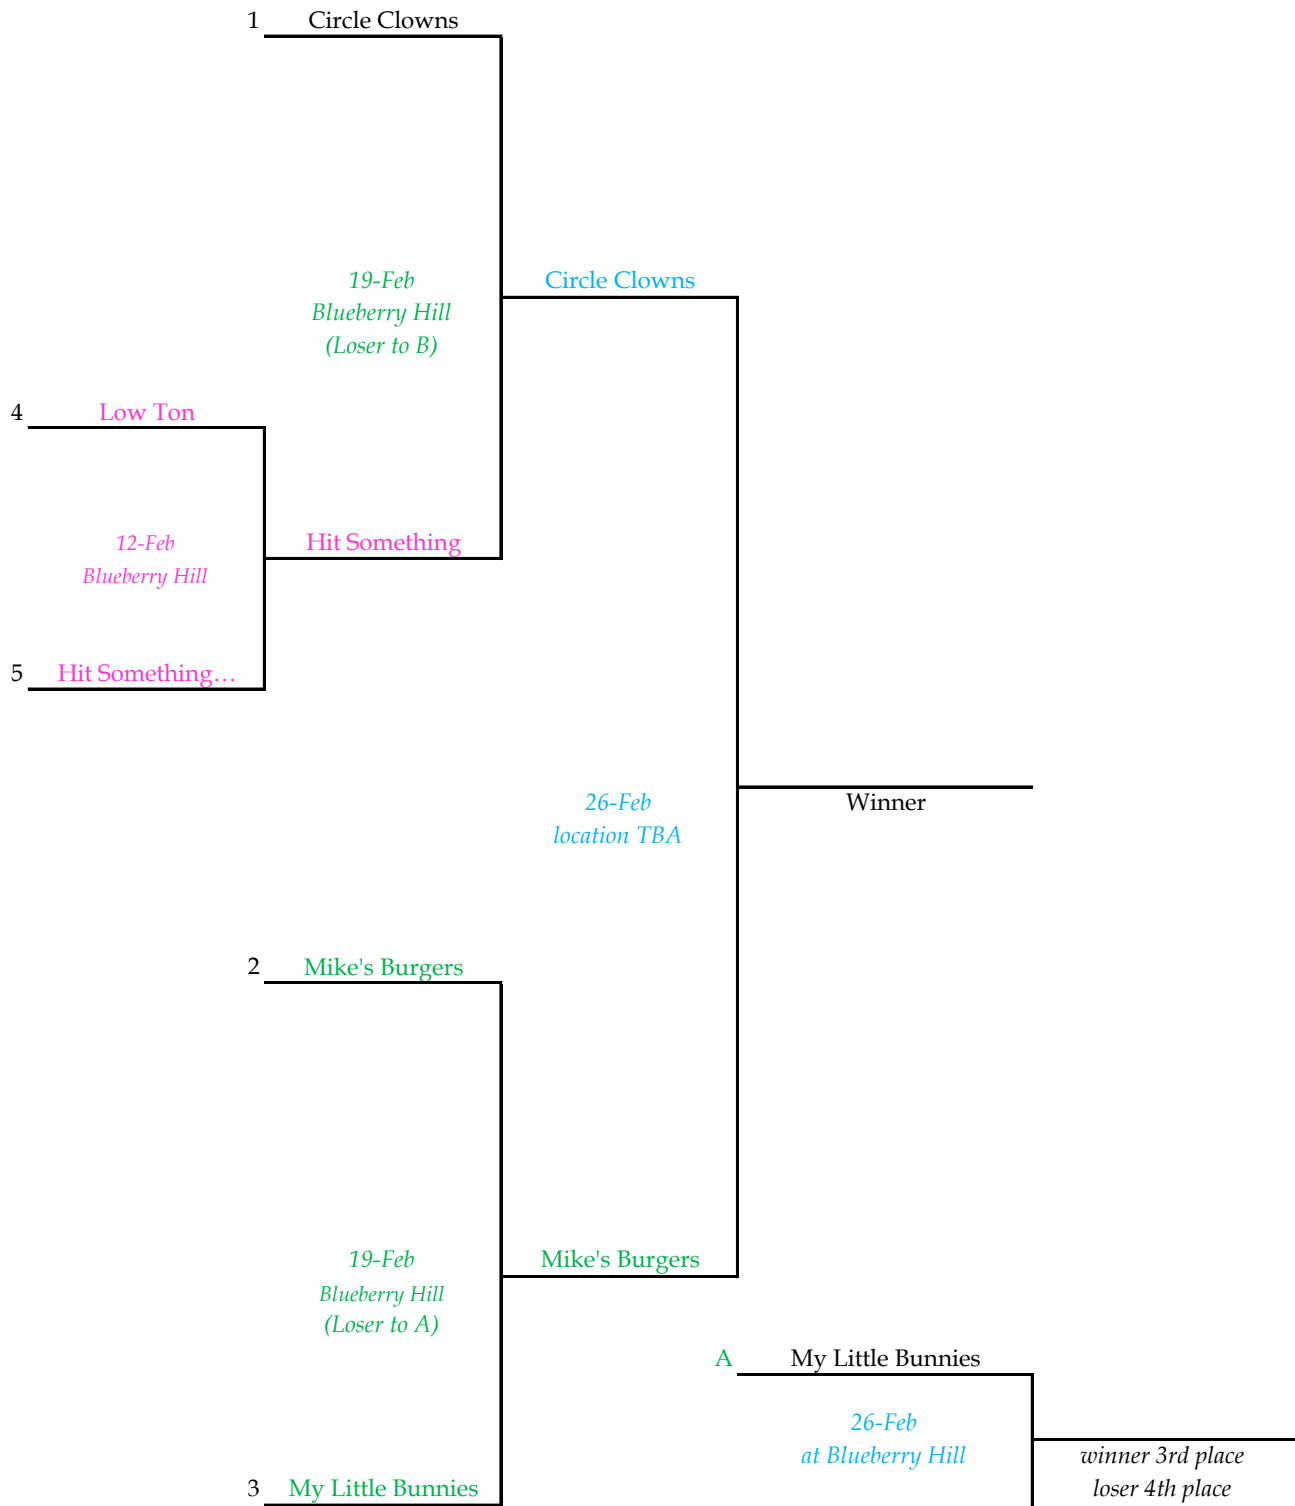 1 Circle Clowns
19-Feb
Blueberry Hill
(Loser to B)
Circle Clowns
4 Low Ton
12-Feb
Blueberry Hill
Hit Something
5 Hit Something…
26-Feb
location TBA
Winner
2 Mike's Burgers
19-Feb
Blueberry Hill
(Loser to A)
Mike's Burgers
A My Little Bunnies
26-Feb
at Blueberry Hill
winner 3rd place
loser 4th place
3 My Little Bunnies